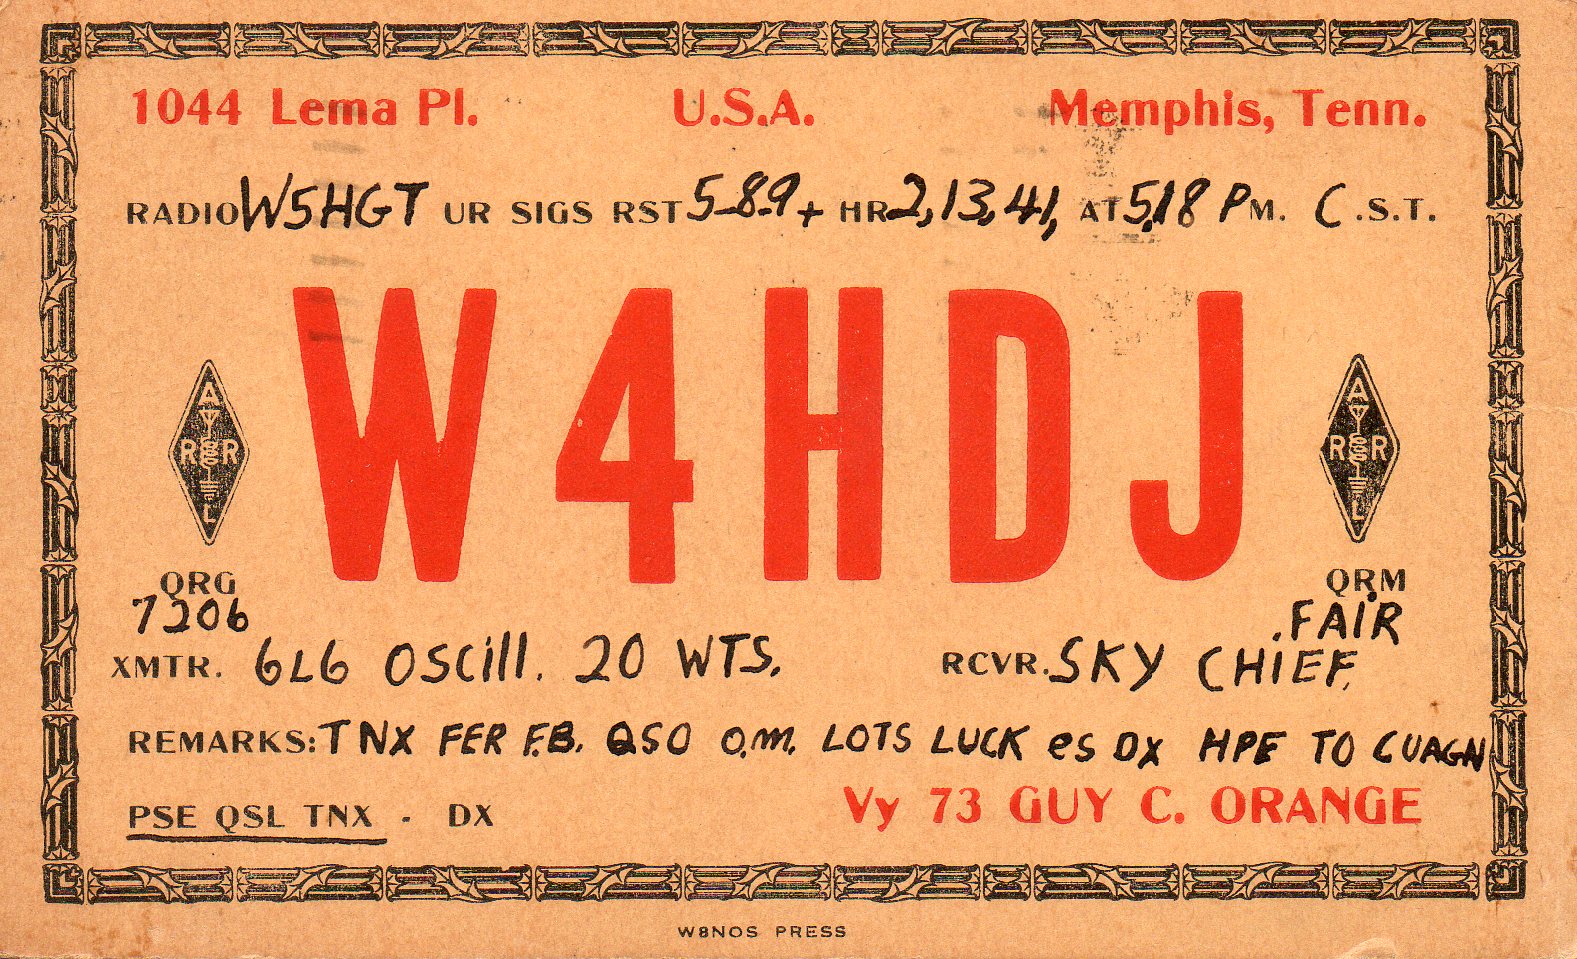 1044 Lema Pl. U.S.A. Memphis, Tenn.
RADIO W5HGT UR SIGS RST 5-8-9+ HR 2,13,41, AT 5,18 PM. C.S.T.
W4HDJ
A R R L
A R R L
QRG
7206
QRM
FAIR
XMTR. 6L6 OSCill. 20 WTS. RCVR. SKY CHIEF.
REMARKS: TNX FER F.B. QSO O.M. LOTS LUCK es DX HPE TO CUAGN
PSE QSL TNX - DX Vy 73 GUY C. ORANGE
W8NOS PRESS